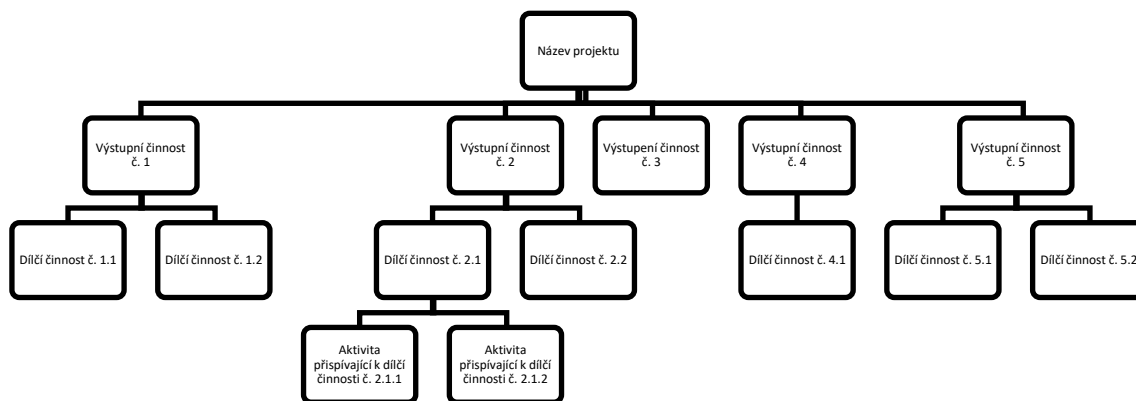 Název projektu
Výstupní činnost
č. 1
Výstupní činnost
č. 2
Výstupení činnost
č. 3
Výstupní činnost
č. 4
Výstupní činnost
č. 5
Dílčí činnost č. 1.1
Dílčí činnost č. 1.2
Dílčí činnost č. 2.1
Dílčí činnost č. 2.2
Dílčí činnost č. 4.1
Dílčí činnost č. 5.1
Dílčí činnost č. 5.2
Aktivita
přispívající k dílčí
činnosti č. 2.1.1
Aktivita
přispívající k dílčí
činnosti č. 2.1.2